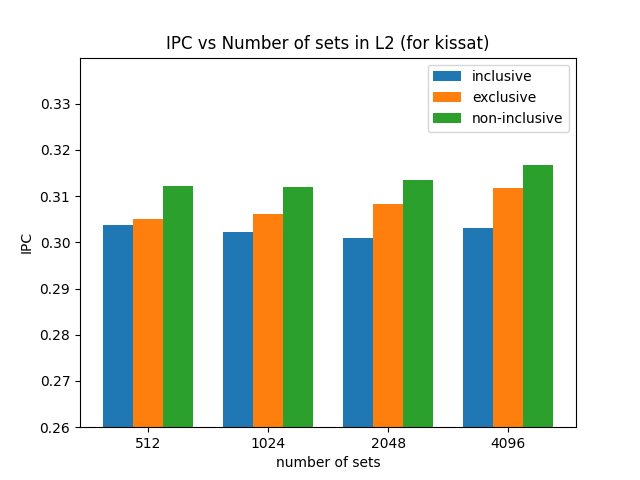 IPC vs Number of sets in L2 (for kissat)
inclusive
exclusive
non-inclusive
0.33
0.32
0.31
0.30
0.29
0.28
0.27
0.26
IPC
512 1024 2048 4096
number of sets